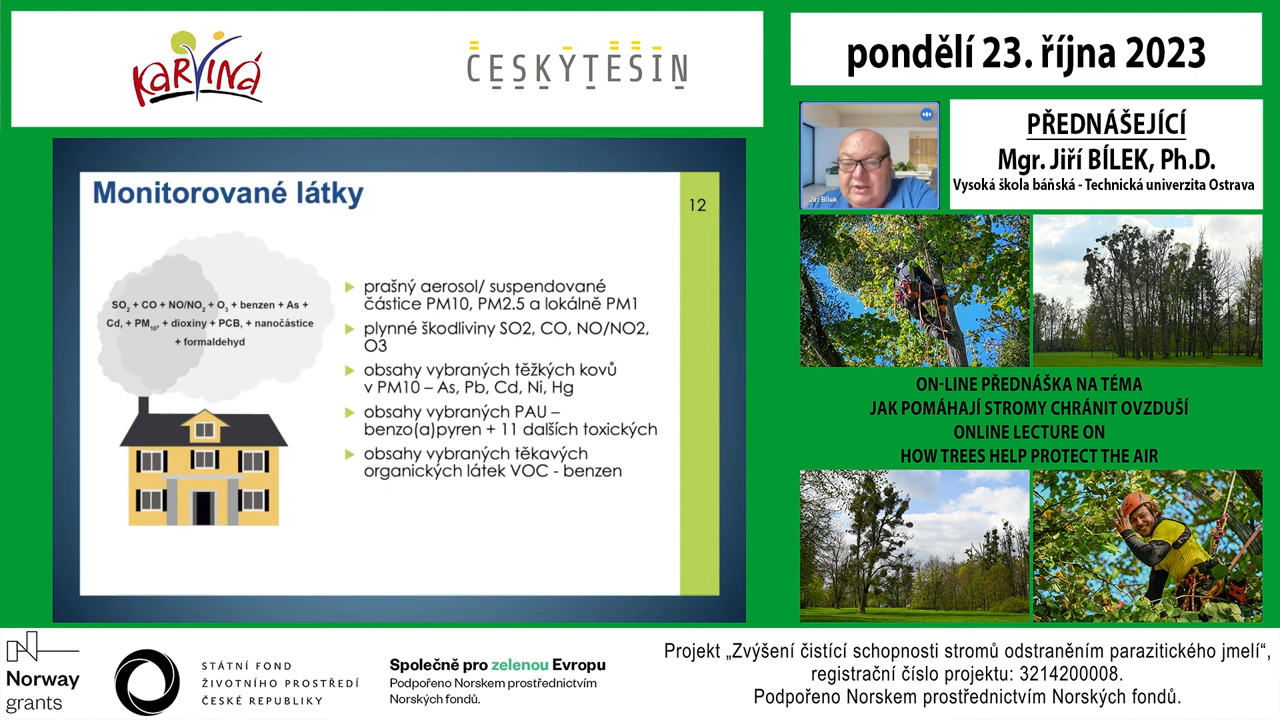 KARVINÁ
ČESKÝ TĚŠÍN
pondělí 23. října 2023
Jiří Bílek
PŘEDNÁŠEJÍCÍ
Mgr. Jiří BÍLEK, Ph.D.
Vysoká škola báňská - Technická univerzita Ostrava
Monitorované látky
12
SO2 + CO + NO/NO2 + O3 + benzen + As +
Cd, + PM10, + dioxiny + PCB, + nanočástice
+ formaldehyd
prašný aerosol/ suspendované
částice PM10, PM2.5 a lokálně PM1
plynné škodliviny SO2, CO, NO/NO2,
O3
obsahy vybraných těžkých kovů
v PM10 – As, Pb, Cd, Ni, Hg
obsahy vybraných PAU –
benzo(a)pyren + 11 dalších toxických
obsahy vybraných těkavých
organických látek VOC - benzen
ON-LINE PŘEDNÁŠKA NA TÉMA
JAK POMÁHAJÍ STROMY CHRÁNIT OVZDUŠÍ
ONLINE LECTURE ON
HOW TREES HELP PROTECT THE AIR
Norway
grants
STÁTNÍ FOND
ŽIVOTNÍHO PROSTŘEDÍ
ČESKÉ REPUBLIKY
Společně pro zelenou Evropu
Podpořeno Norskem prostřednictvím
Norských fondů.
Projekt „Zvýšení čistící schopnosti stromů odstraněním parazitického jmelí“,
registrační číslo projektu: 3214200008.
Podpořeno Norskem prostřednictvím Norských fondů.